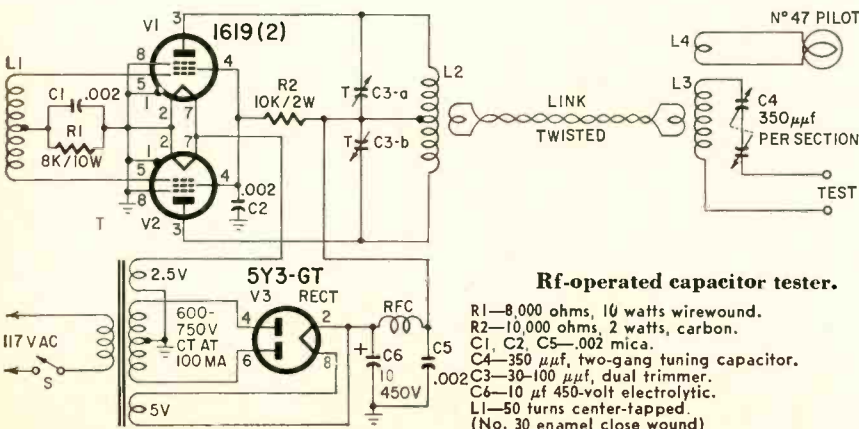 V1
3
1619(2)
8
4
5
1
2
7
L1
C1 .002
R1
8K/10W
R2
10K/2W
T C3-a
T C3-b
L2
LINK
TWISTED
Nº 47 PILOT
L4
L3
C4
350µµf
PER SECTION
TEST
1
2
7
5
8
4
.002
C2
V2
3
T
2.5V
5Y3-GT
V3 RECT
600-
750V
CT AT
100 MA
4
6
2
8
RFC
+
C6
10
450V
C5
.002
117 VAC
S
5V
Rf-operated capacitor tester.
R1—8,000 ohms, 10 watts wirewound.
R2—10,000 ohms, 2 watts, carbon.
C1, C2, C5—.002 mica.
C4—350 µµf, two-gang tuning capacitor.
C3—30-100 µµf, dual trimmer.
C6—10 µf 450-volt electrolytic.
L1—50 turns center-tapped.
(No. 30 enamel close wound)